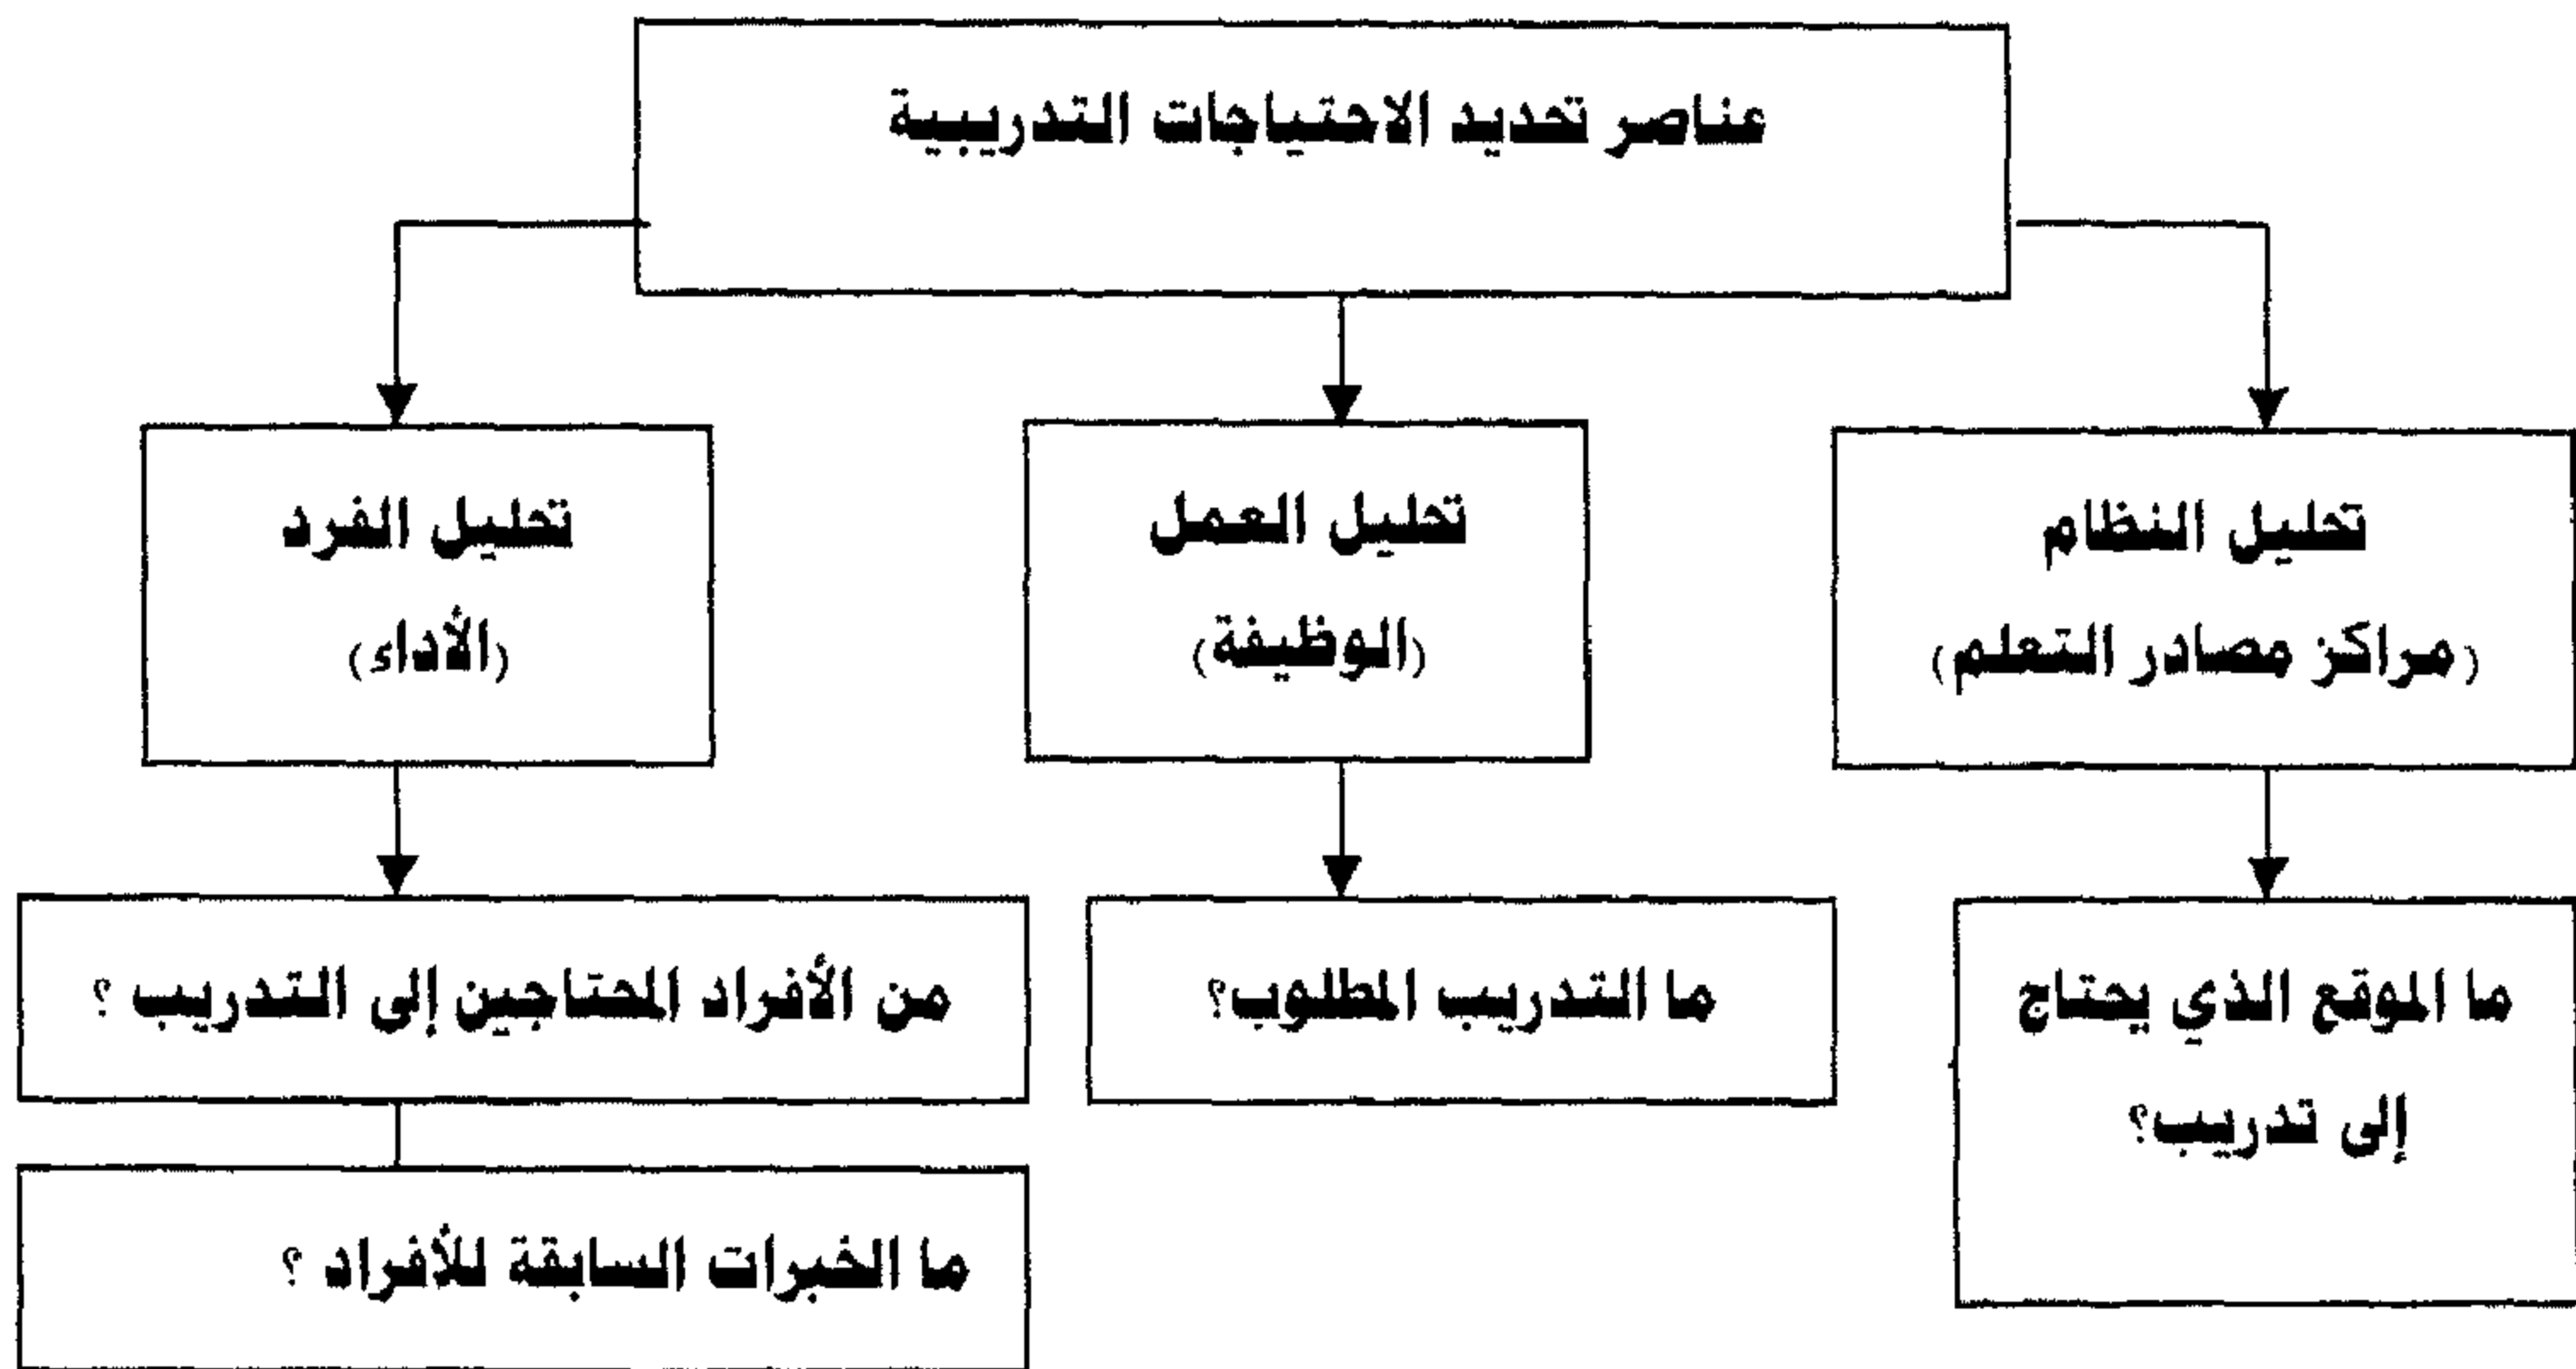 عناصر تحديد الاحتياجات التدريبية
تحليل النظام
(مراكز مصادر التعلم)
تحليل العمل
(الوظيفة)
تحليل الفرد
(الأداء)
ما الموقع الذي يحتاج
إلى تدريب؟
ما التدريب المطلوب؟
من الأفراد المحتاجين إلى التدريب ؟
ما الخبرات السابقة للأفراد ؟